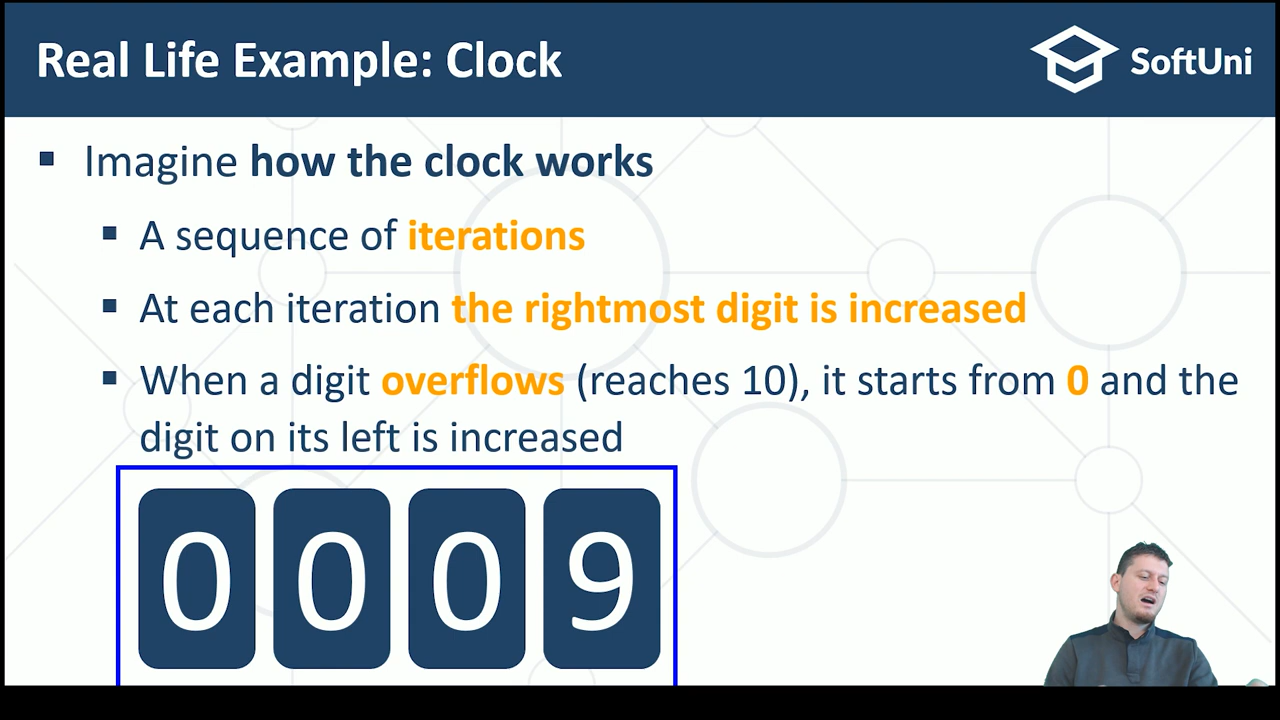 Real Life Example: Clock
SoftUni
Imagine how the clock works
A sequence of iterations
At each iteration the rightmost digit is increased
When a digit overflows (reaches 10), it starts from 0 and the
digit on its left is increased
0 0 0 9